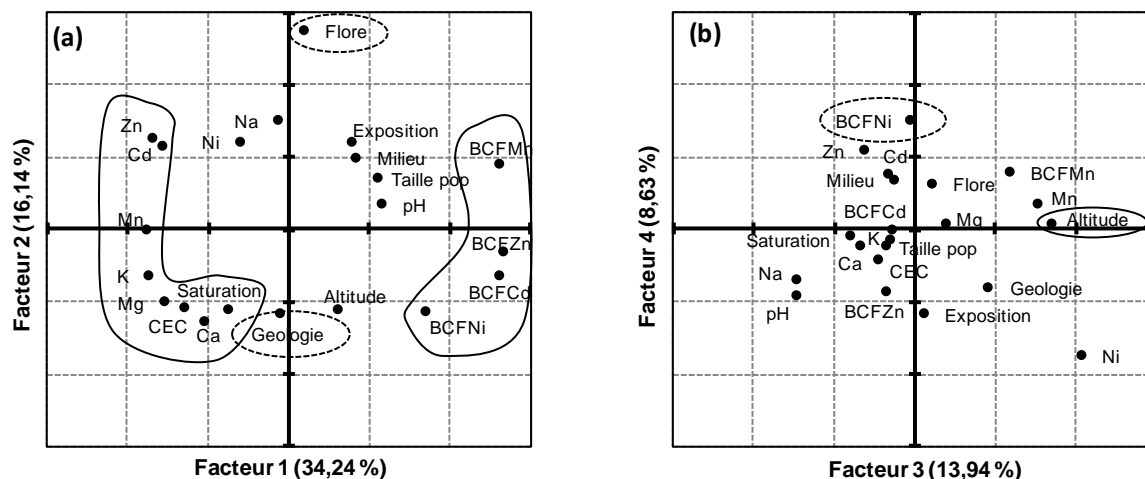 (a)
Flore
Zn
Cd
Na
Ni
Exposition
Milieu
Taille pop
pH
BCFMn
Mn
K
Mg
Saturation
CEC
Ca
Geologie
Altitude
BCFZn
BCFCd
BCFNi
Facteur 2 (16,14 %)
Facteur 1 (34,24 %)
(b)
BCFNi
Zn
Cd
Milieu
Flore
BCFMn
Mn
Mg
Altitude
BCFCd
Saturation
K
Taille pop
Ca
CEC
Na
pH
BCFZn
Geologie
Exposition
Ni
Facteur 4 (8,63 %)
Facteur 3 (13,94 %)